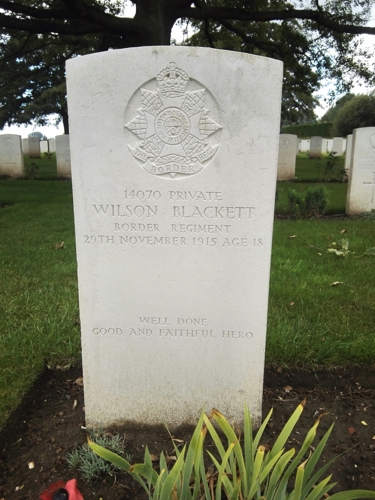 BORDER
14070 PRIVATE
WILSON BLACKETT
BORDER REGIMENT
29TH NOVEMBER 1915 AGE 18
WELL DONE
GOOD AND FAITHFUL HERO